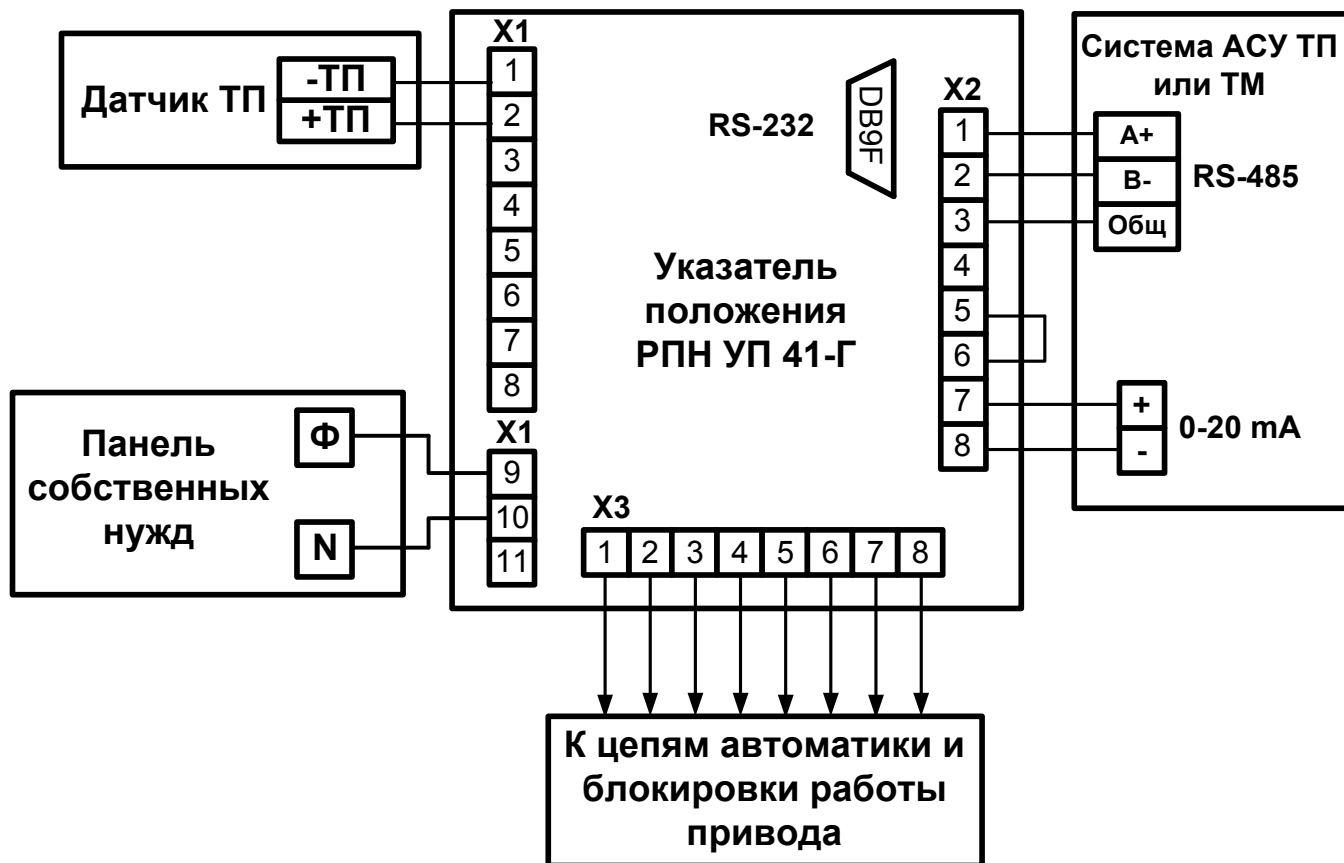 Датчик ТП
-ТП
+ТП
X1
1
2
3
4
5
6
7
8
Панель
собственных
нужд
Ф
N
X1
9
10
11
RS-232
DB9F
Указатель
положения
РПН УП 41-Г
X2
1
2
3
4
5
6
7
8
Система АСУ ТП
или ТМ
A+
B-
Общ
RS-485
+
-
0-20 mA
X3
1 2 3 4 5 6 7 8
К цепям автоматики и
блокировки работы
привода